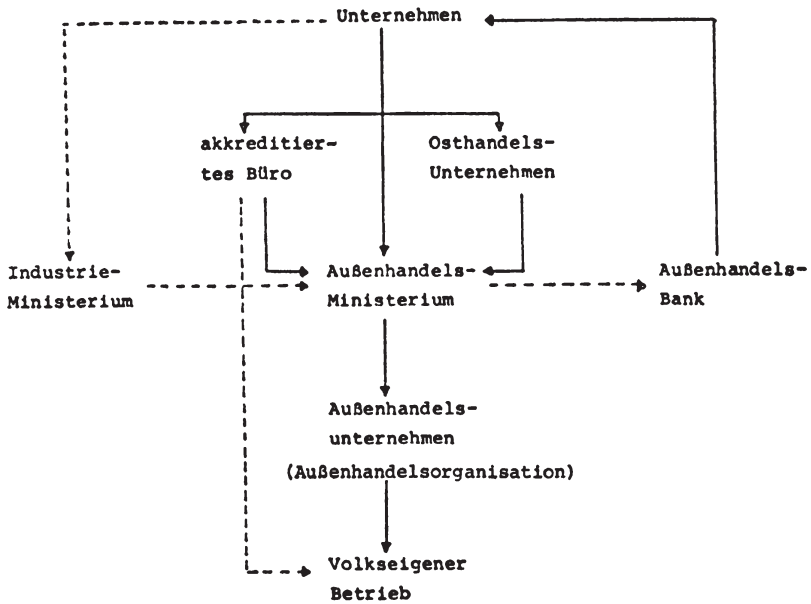 Unternehmen
akkreditier-
tes Büro
Osthandels-
Unternehmen
Industrie-
Ministerium
Außenhandels-
Ministerium
Außenhandels-
Bank
Außenhandels-
unternehmen
(Außenhandelsorganisation)
Volkseigener
Betrieb